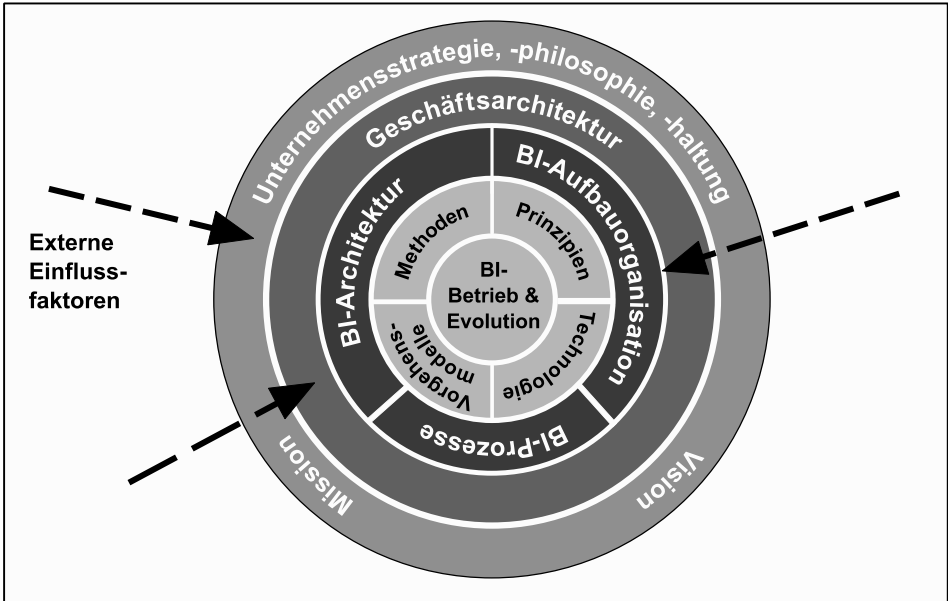 Unternehmensstrategie, -philosophie, -haltung
Geschäftsarchitektur
BI-Architektur
BI-Aufbauorganisation
Methoden
Prinzipien
Externe
Einfluss-
faktoren
BI-
Betrieb &
Evolution
Vorgehens-
modelle
Technologie
BI-Prozesse
Mission
Vision